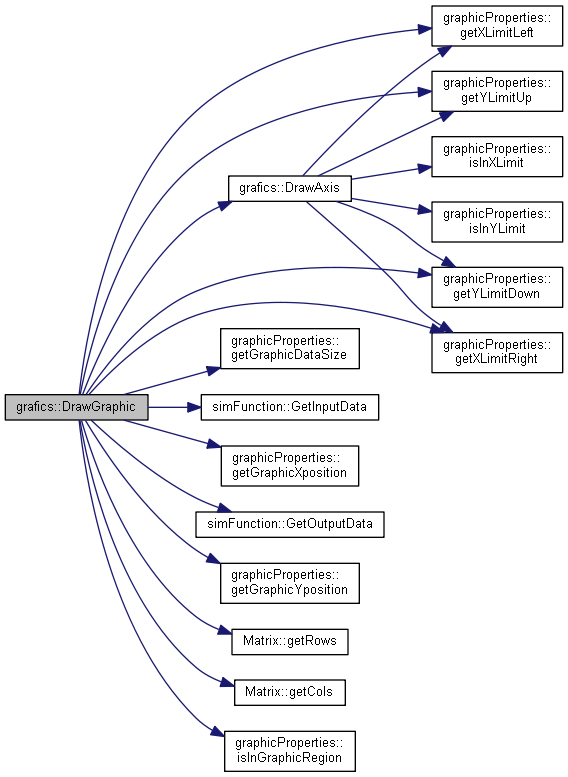 graphicProperties::
getXLimitLeft
graphicProperties::
getYLimitUp
graphicProperties::
isInXLimit
grafics::DrawAxis
graphicProperties::
isInYLimit
graphicProperties::
getYLimitDown
graphicProperties::
getXLimitRight
graphicProperties::
getGraphicDataSize
grafics::DrawGraphic
simFunction::GetInputData
graphicProperties::
getGraphicXposition
simFunction::GetOutputData
graphicProperties::
getGraphicYposition
Matrix::getRows
Matrix::getCols
graphicProperties::
isInGraphicRegion